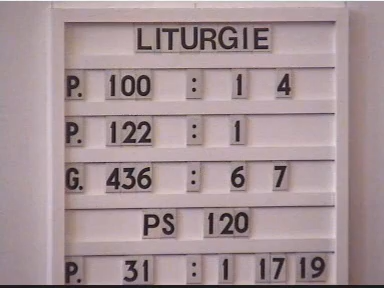 LITURGIE
P. 100 : 1 4
P. 122 : 1
G. 436 : 6 7
PS 120
P. 31 : 1 17 19